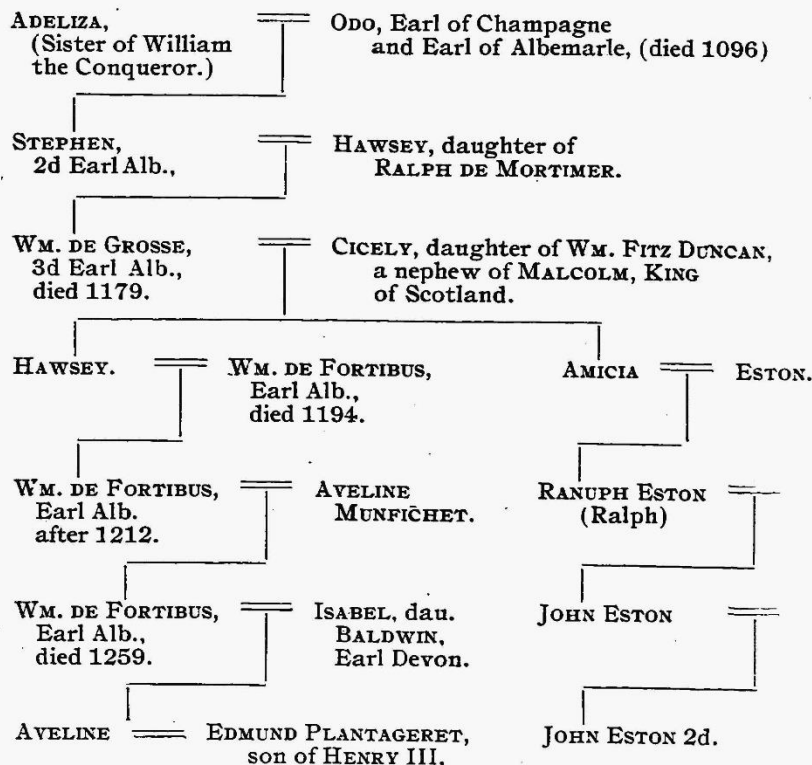 ADELIZA,
(Sister of William
the Conqueror.)
ODO, Earl of Champagne
and Earl of Albemarle, (died 1096)
STEPHEN,
2d Earl Alb.,
HAWSEY, daughter of
RALPH DE MORTIMER.
WM. DE GROSSE,
3d Earl Alb.,
died 1179.
CICELY, daughter of WM. FITZ DUNCAN,
a nephew of MALCOLM, KING
of Scotland.
HAWSEY.
WM. DE FORTIBUS,
Earl Alb.,
died 1194.
AMICIA
ESTON.
WM. DE FORTIBUS,
Earl Alb.
after 1212.
AVELINE
MUNFICHET.
RANUPH ESTON
(Ralph)
WM. DE FORTIBUS,
Earl Alb.,
died 1259.
ISABEL, dau.
BALDWIN,
Earl Devon.
JOHN ESTON
AVELINE
EDMUND PLANTAGERET,
son of HENRY III.
JOHN ESTON 2d.